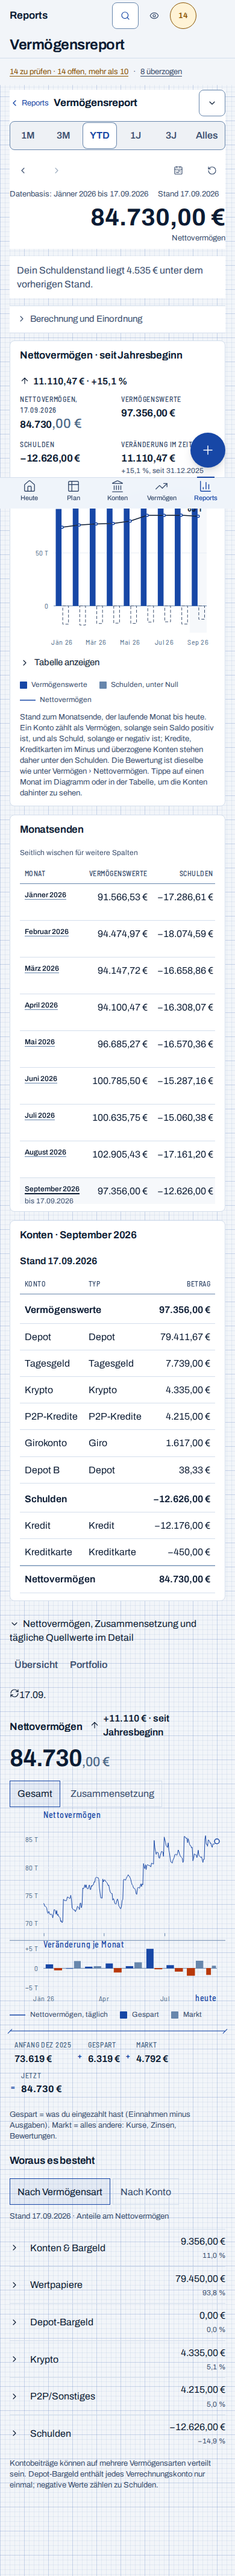 Reports
14
Vermögensreport
14 zu prüfen · 14 offen, mehr als 10 · 8 überzogen
Reports Vermögensreport
1M 3M YTD 1J 3J Alles
Datenbasis: Jänner 2026 bis 17.09.2026 Stand 17.09.2026
84.730,00 €
Nettovermögen
Dein Schuldenstand liegt 4.535 € unter dem
vorherigen Stand.
Berechnung und Einordnung
Nettovermögen · seit Jahresbeginn
11.110,47 € · +15,1 %
NETTOVERMÖGEN,
17.09.2026
84.730,00 €
VERMÖGENSWERTE
97.356,00 €
SCHULDEN
−12.626,00 €
VERÄNDERUNG IM ZEIT
+11.110,47 €
+15,1 %, seit 31.12.2025
Heute Plan Konten Vermögen Reports
50 T
0
Jän 26 Mär 26 Mai 26 Jul 26 Sep 26
Tabelle anzeigen
Vermögenswerte Schulden, unter Null
Nettovermögen
Stand zum Monatsende, der laufende Monat bis heute.
Ein Konto zählt als Vermögen, solange sein Saldo positiv
ist, und als Schuld, solange er negativ ist; Kredite,
Kreditkarten im Minus und überzogene Konten stehen
daher unter den Schulden. Die Bewertung ist dieselbe
wie unter Vermögen › Nettovermögen. Tippe auf einen
Monat im Diagramm oder in der Tabelle, um die Konten
dahinter zu sehen.
Monatsenden
Seitlich wischen für weitere Spalten
MONAT VERMÖGENSWERTE SCHULDEN
Jänner 2026 91.566,53 € −17.286,61 €
Februar 2026 94.474,97 € −18.074,59 €
März 2026 94.147,72 € −16.658,86 €
April 2026 94.100,47 € −16.308,07 €
Mai 2026 96.685,27 € −16.570,36 €
Juni 2026 100.785,50 € −15.287,16 €
Juli 2026 100.635,75 € −15.060,38 €
August 2026 102.905,43 € −17.161,20 €
September 2026 97.356,00 € −12.626,00 €
bis 17.09.2026
Konten · September 2026
Stand 17.09.2026
KONTO TYP BETRAG
Vermögenswerte 97.356,00 €
Depot Depot 79.411,67 €
Tagesgeld Tagesgeld 7.739,00 €
Krypto Krypto 4.335,00 €
P2P-Kredite P2P-Kredite 4.215,00 €
Girokonto Giro 1.617,00 €
Depot B Depot 38,33 €
Schulden −12.626,00 €
Kredit Kredit −12.176,00 €
Kreditkarte Kreditkarte −450,00 €
Nettovermögen 84.730,00 €
Nettovermögen, Zusammensetzung und
tägliche Quellwerte im Detail
Übersicht Portfolio
17.09.
Nettovermögen +11.110 € · seit
Jahresbeginn
84.730,00 €
Gesamt Zusammensetzung
Nettovermögen
85 T
80 T
75 T
70 T
Veränderung je Monat
+5 T
0
−5 T
Jän 26 Apr Jul heute
Nettovermögen, täglich Gespart Markt
ANFANG DEZ 2025 GESPART MARKT
73.619 € + 6.319 € + 4.792 €
JETZT
= 84.730 €
Gespart = was du eingezahlt hast (Einnahmen minus
Ausgaben). Markt = alles andere: Kurse, Zinsen,
Bewertungen.
Woraus es besteht
Nach Vermögensart Nach Konto
Stand 17.09.2026 · Anteile am Nettovermögen
Konten & Bargeld 9.356,00 €
11,0 %
Wertpapiere 79.450,00 €
93,8 %
Depot-Bargeld 0,00 €
0,0 %
Krypto 4.335,00 €
5,1 %
P2P/Sonstiges 4.215,00 €
5,0 %
Schulden −12.626,00 €
−14,9 %
Kontobeiträge können auf mehrere Vermögensarten verteilt
sein. Depot-Bargeld enthält jedes Verrechnungskonto nur
einmal; negative Werte zählen zu Schulden.